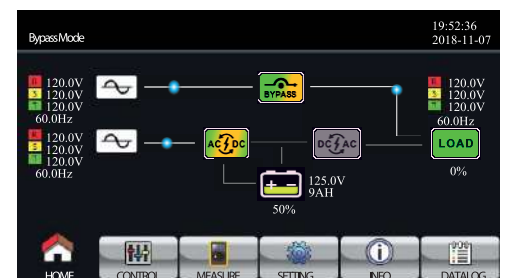 19:52:36
Bypass Mode
2018-11-07
R 120.0V
S 120.0V
T 120.0V
60.0Hz
BYPASS
R 120.0V
S 120.0V
T 120.0V
60.0Hz
R 120.0V
S 120.0V
T 120.0V
60.0Hz
AC DC
DC AC
LOAD
0%
125.0V
9AH
50%
HOME
CONTROL
MEASURE
SETTING
INFO
DATALOG